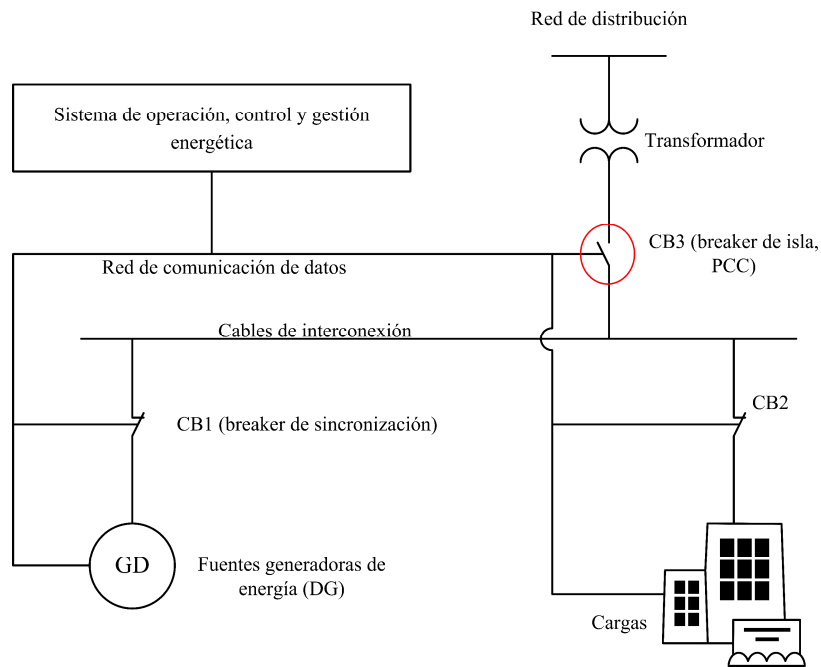 Red de distribución
Sistema de operación, control y gestión
energética
Transformador
CB3 (breaker de isla,
PCC)
Red de comunicación de datos
Cables de interconexión
CB2
CB1 (breaker de sincronización)
GD
Fuentes generadoras de
energía (DG)
Cargas